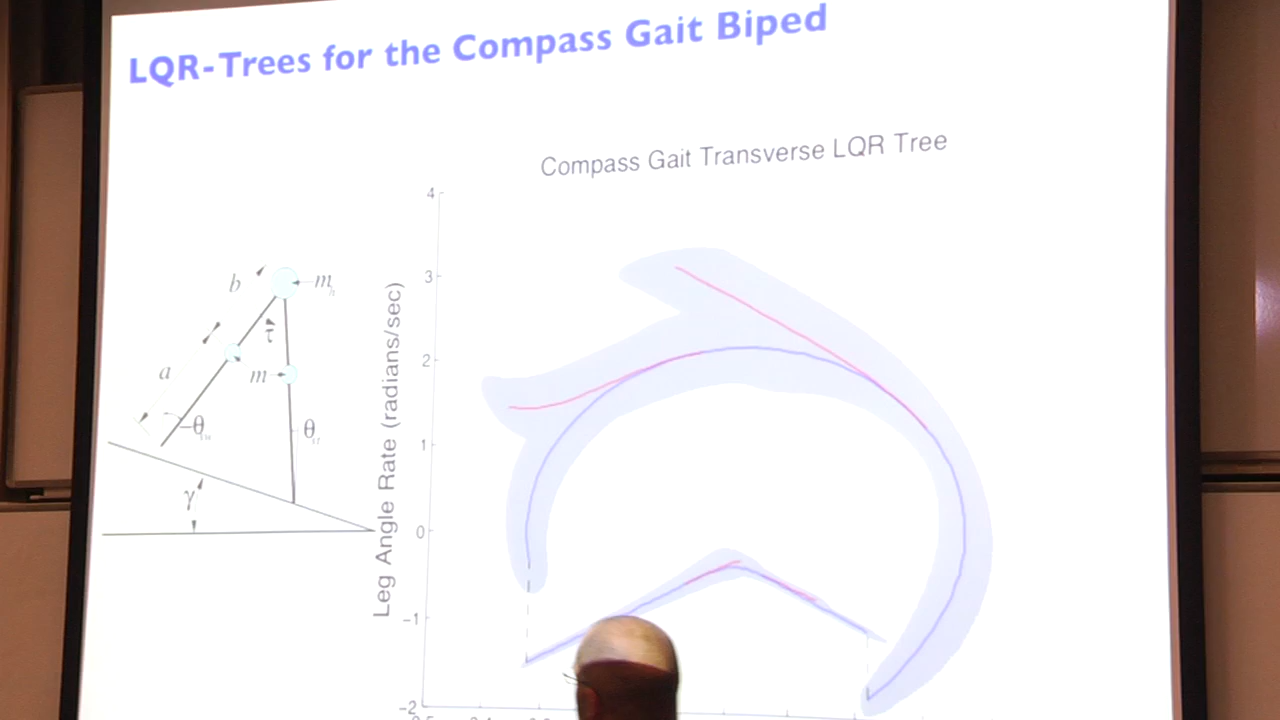 LQR-Trees for the Compass Gait Biped
Compass Gait Transverse LQR Tree
Leg Angle Rate (radians/sec)
4
3
2
1
0
-1
-2
b
m
h
τ
a
m
-θ
θ
γ